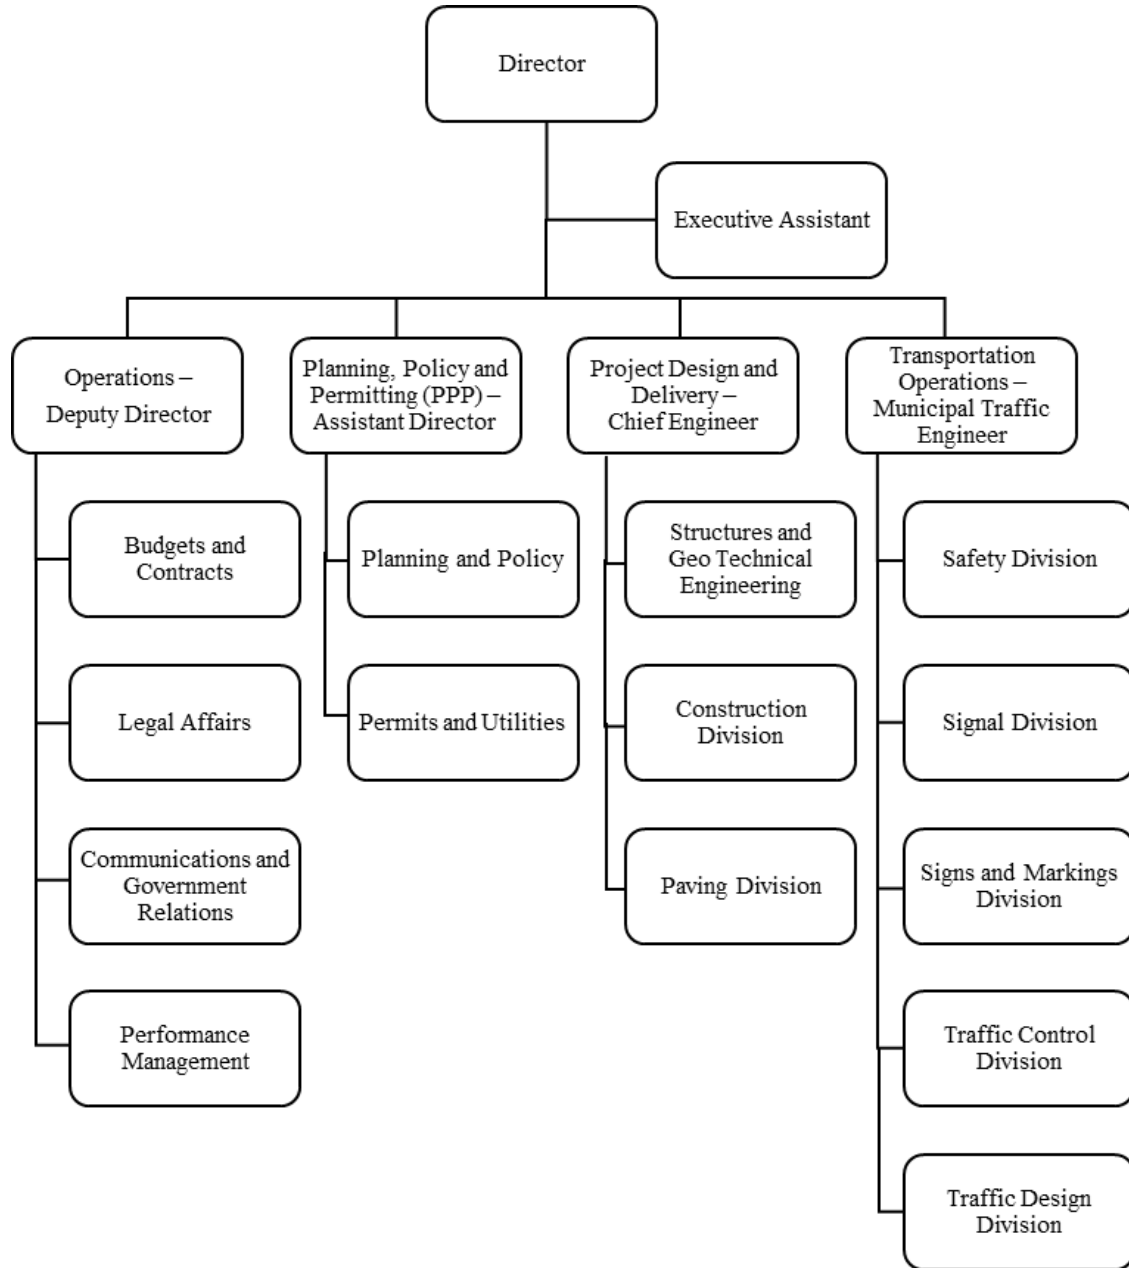 Director
Executive Assistant
Operations –
Deputy Director
Planning, Policy and
Permitting (PPP) –
Assistant Director
Project Design and
Delivery –
Chief Engineer
Transportation
Operations –
Municipal Traffic
Engineer
Budgets and
Contracts
Legal Affairs
Communications and
Government
Relations
Performance
Management
Planning and Policy
Permits and Utilities
Structures and
Geo Technical
Engineering
Construction
Division
Paving Division
Safety Division
Signal Division
Signs and Markings
Division
Traffic Control
Division
Traffic Design
Division